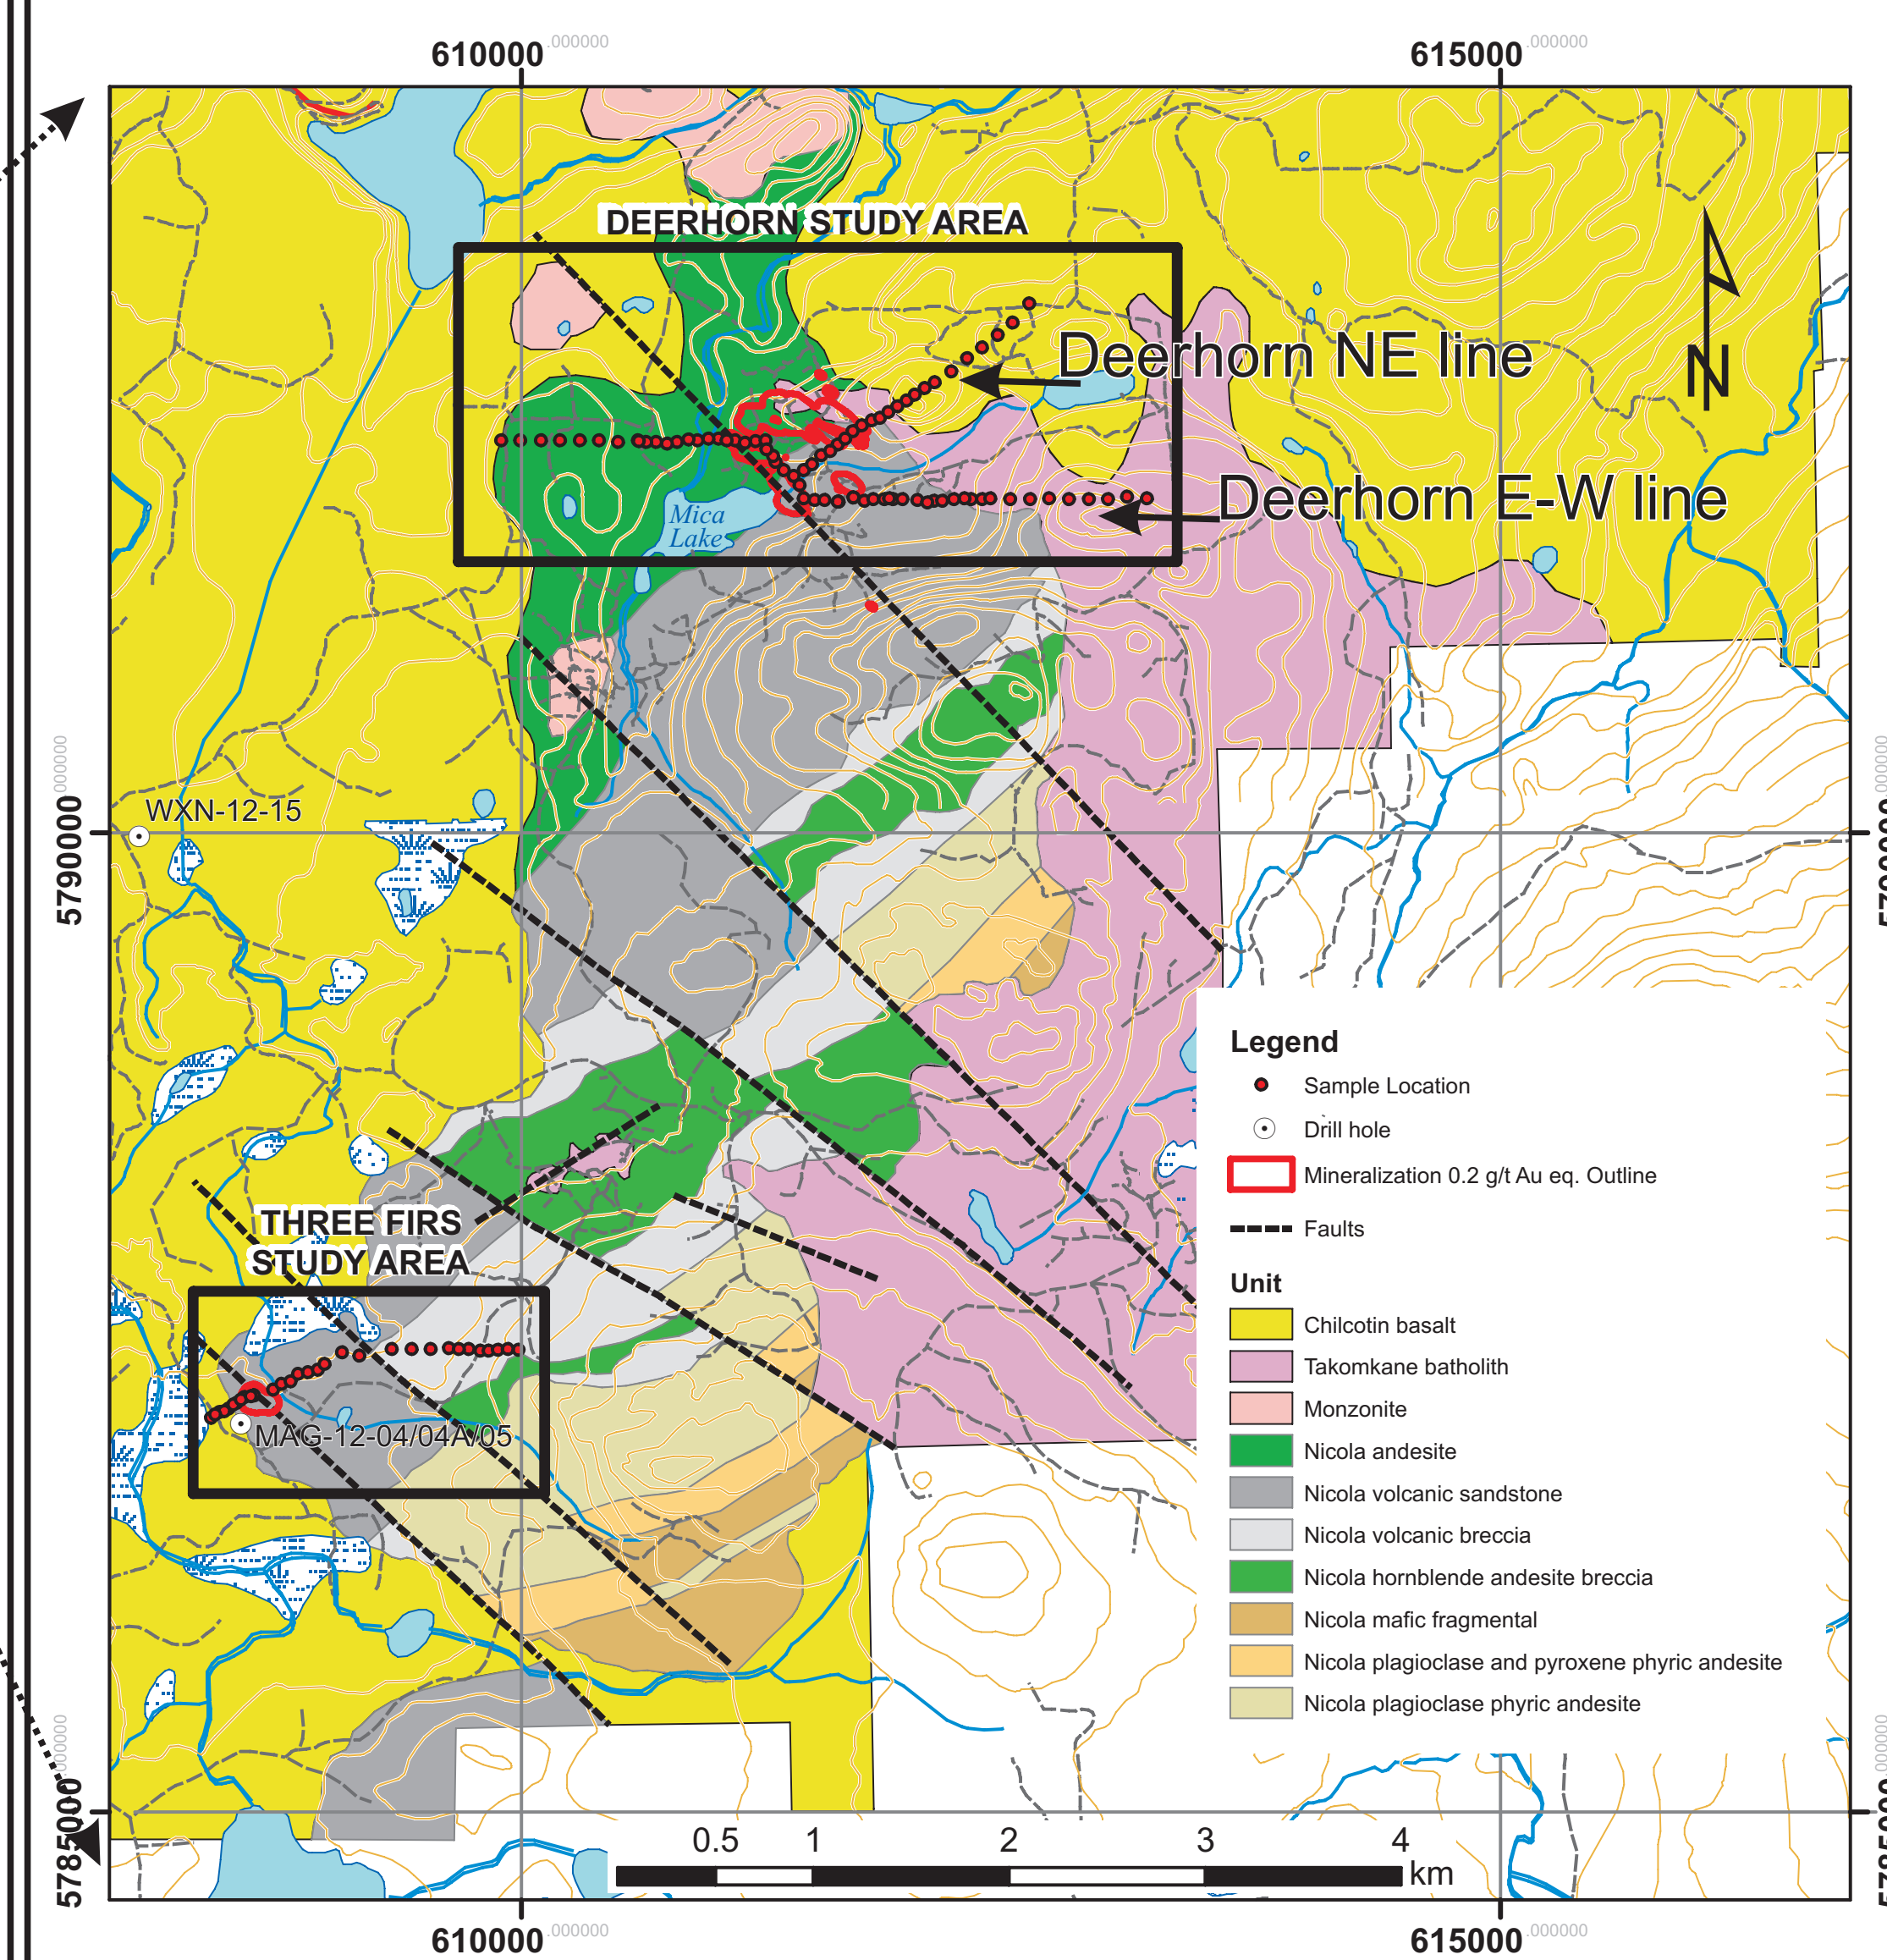 610000.000000
615000.000000
DEERHORN STUDY AREA
Deerhorn NE line
N
Deerhorn E-W line
Mica
Lake
5790000.000000
5790000.000000
WXN-12-15
THREE FIRS
STUDY AREA
MAG-12-04/04A/05
Legend
Sample Location
Drill hole
Mineralization 0.2 g/t Au eq. Outline
Faults
Unit
Chilcotin basalt
Takomkane batholith
Monzonite
Nicola andesite
Nicola volcanic sandstone
Nicola volcanic breccia
Nicola hornblende andesite breccia
Nicola mafic fragmental
Nicola plagioclase and pyroxene phyric andesite
Nicola plagioclase phyric andesite
5785000.000000
5785000.000000
0.5 1 2 3 4
km
610000.000000
615000.000000